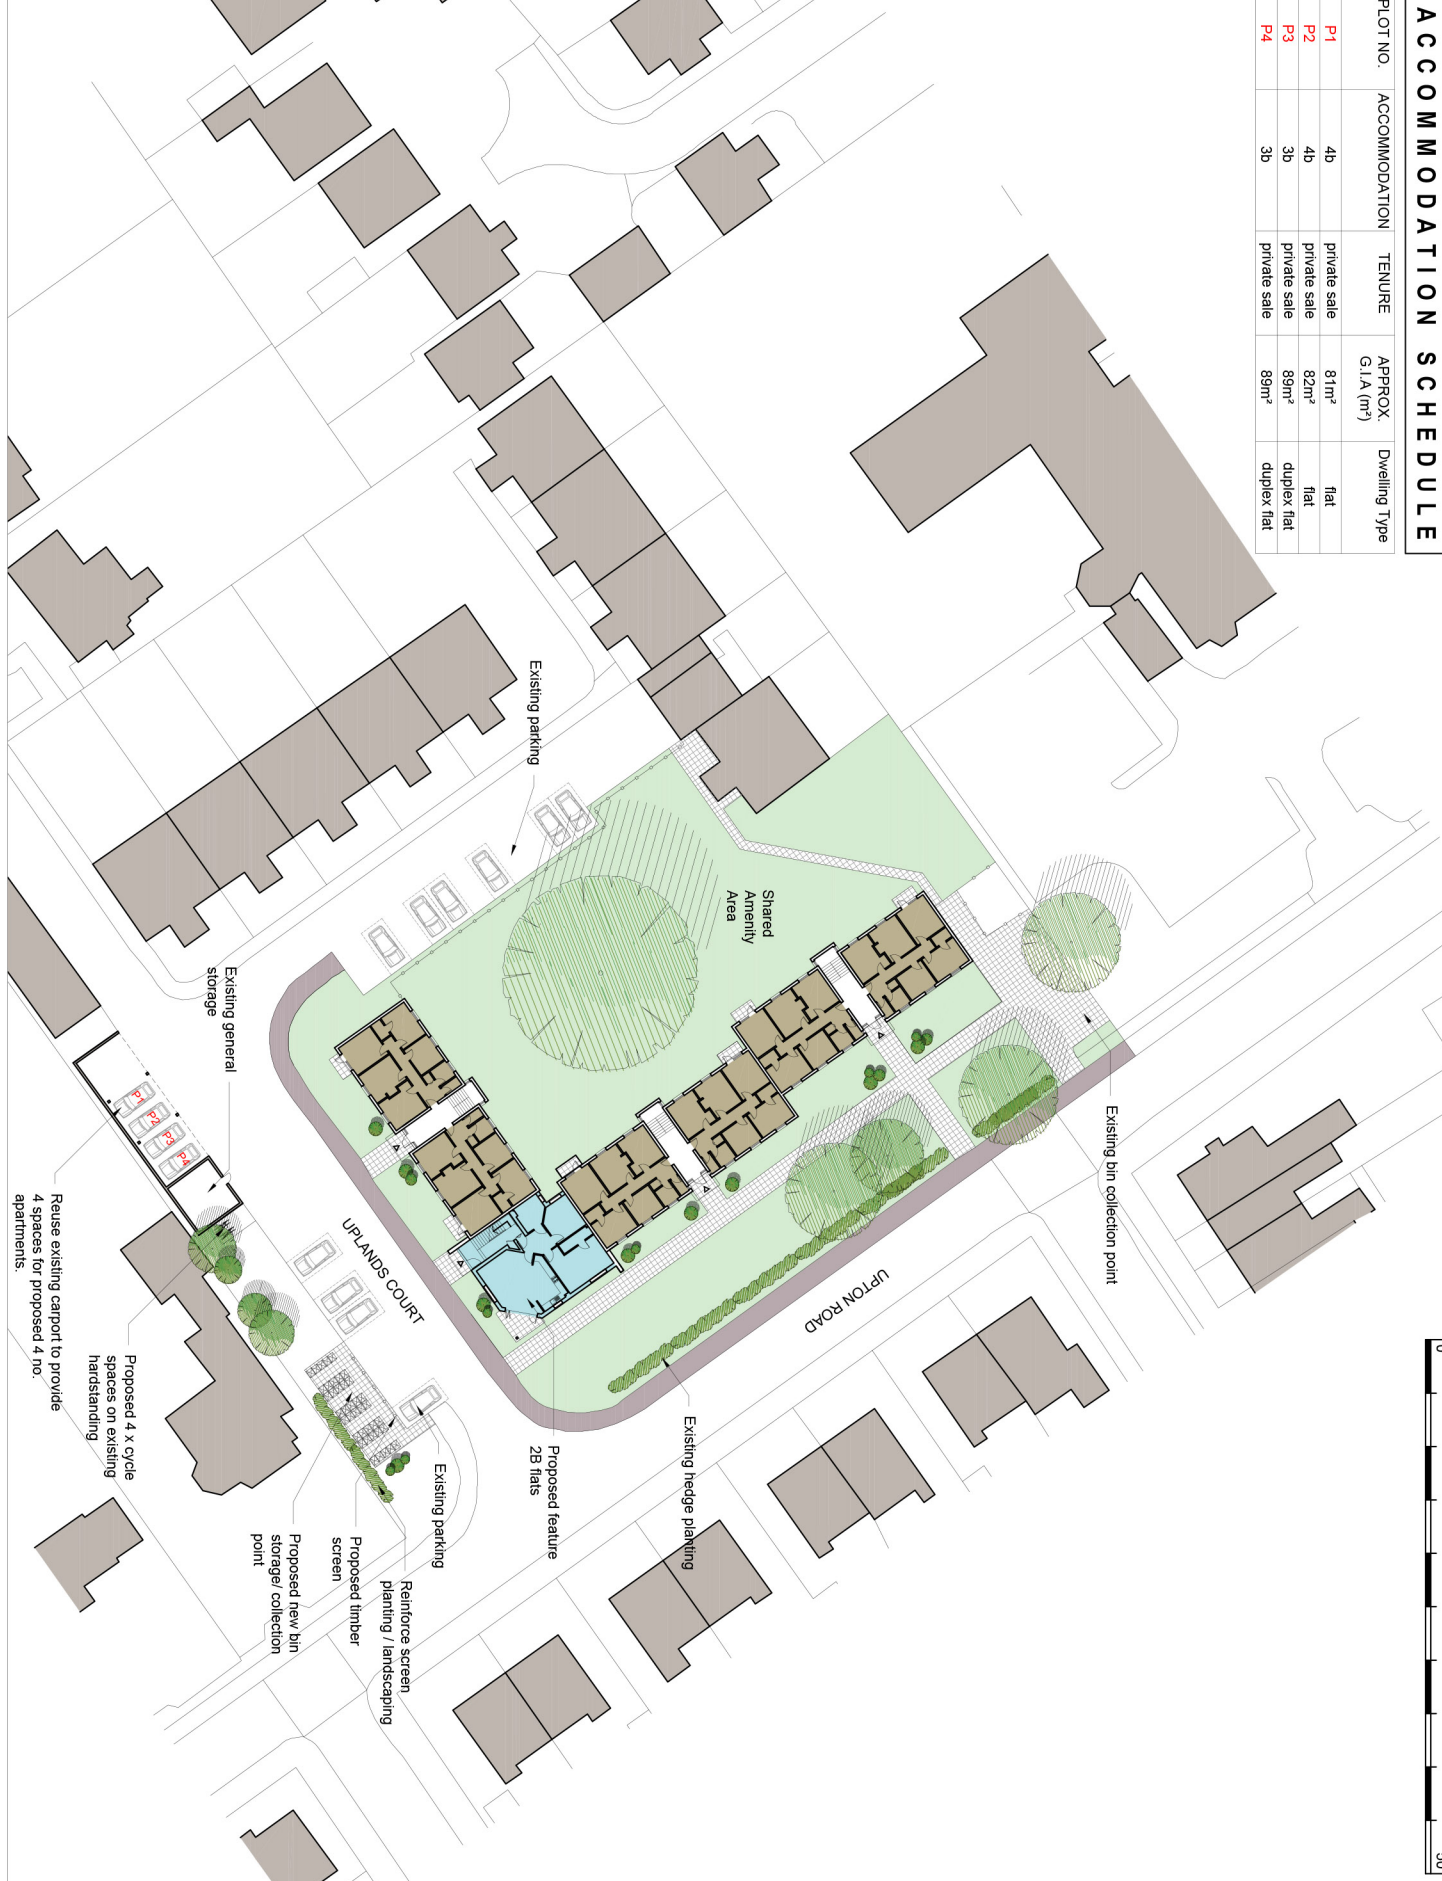 ACCOMMODATION SCHEDULE
PLOT NO. ACCOMMODATION TENURE APPROX. G.I.A (m²) Dwelling Type
P1 4b private sale 81m² flat
P2 4b private sale 82m² flat
P3 3b private sale 89m² duplex flat
P4 3b private sale 89m² duplex flat
Existing parking
Shared
Amenity
Area
Existing bin collection point
Existing general
storage
P1
P2
P3
P4
UPLANDS COURT
UPTON ROAD
Reuse existing carport to provide
4 spaces for proposed 4 no.
apartments.
Proposed 4 x cycle
spaces on existing
hardstanding
Existing hedge planting
Proposed feature
2B flats
Existing parking
Reinforce screen
planting / landscaping
Proposed timber
screen
Proposed new bin
storage/ collection
point